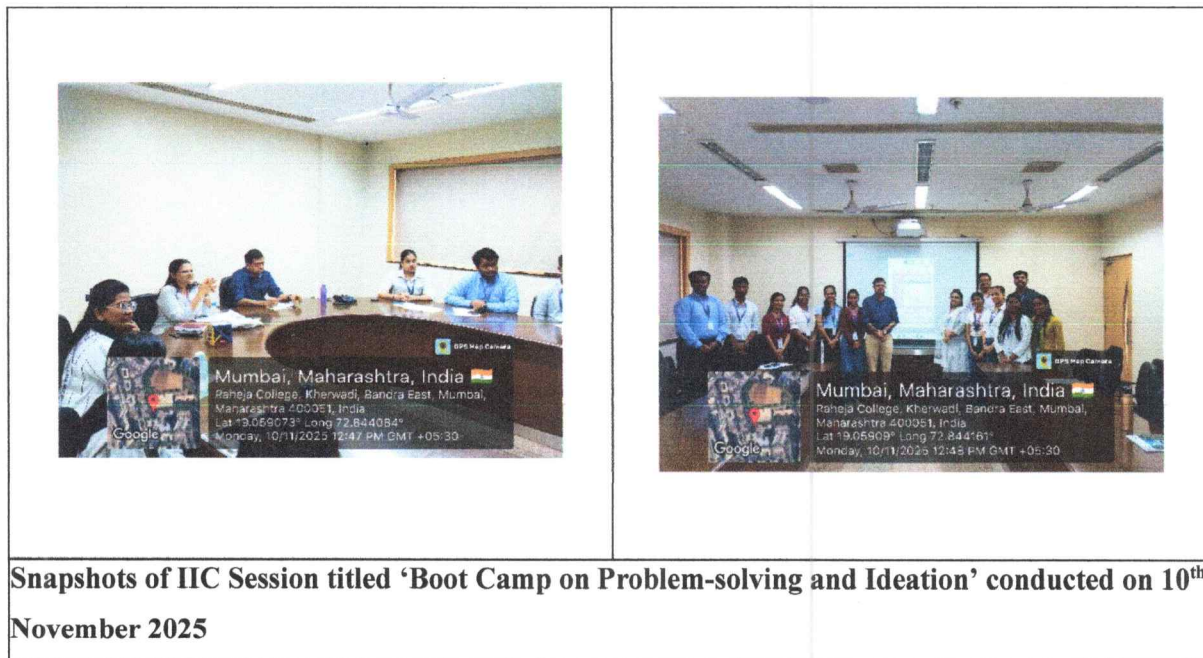 GPS Map Camera
Mumbai, Maharashtra, India
Raheja College, Kherwadi, Bandra East, Mumbai,
Maharashtra 400051, India
Lat 19.059073° Long 72.844084°
Monday, 10/11/2025 12:47 PM GMT +05:30
Google
GPS Map Camera
Mumbai, Maharashtra, India
Raheja College, Kherwadi, Bandra East, Mumbai,
Maharashtra 400051, India
Lat 19.05909° Long 72.844161°
Monday, 10/11/2025 12:48 PM GMT +05:30
Google
Snapshots of IIC Session titled ‘Boot Camp on Problem-solving and Ideation’ conducted on 10th
November 2025